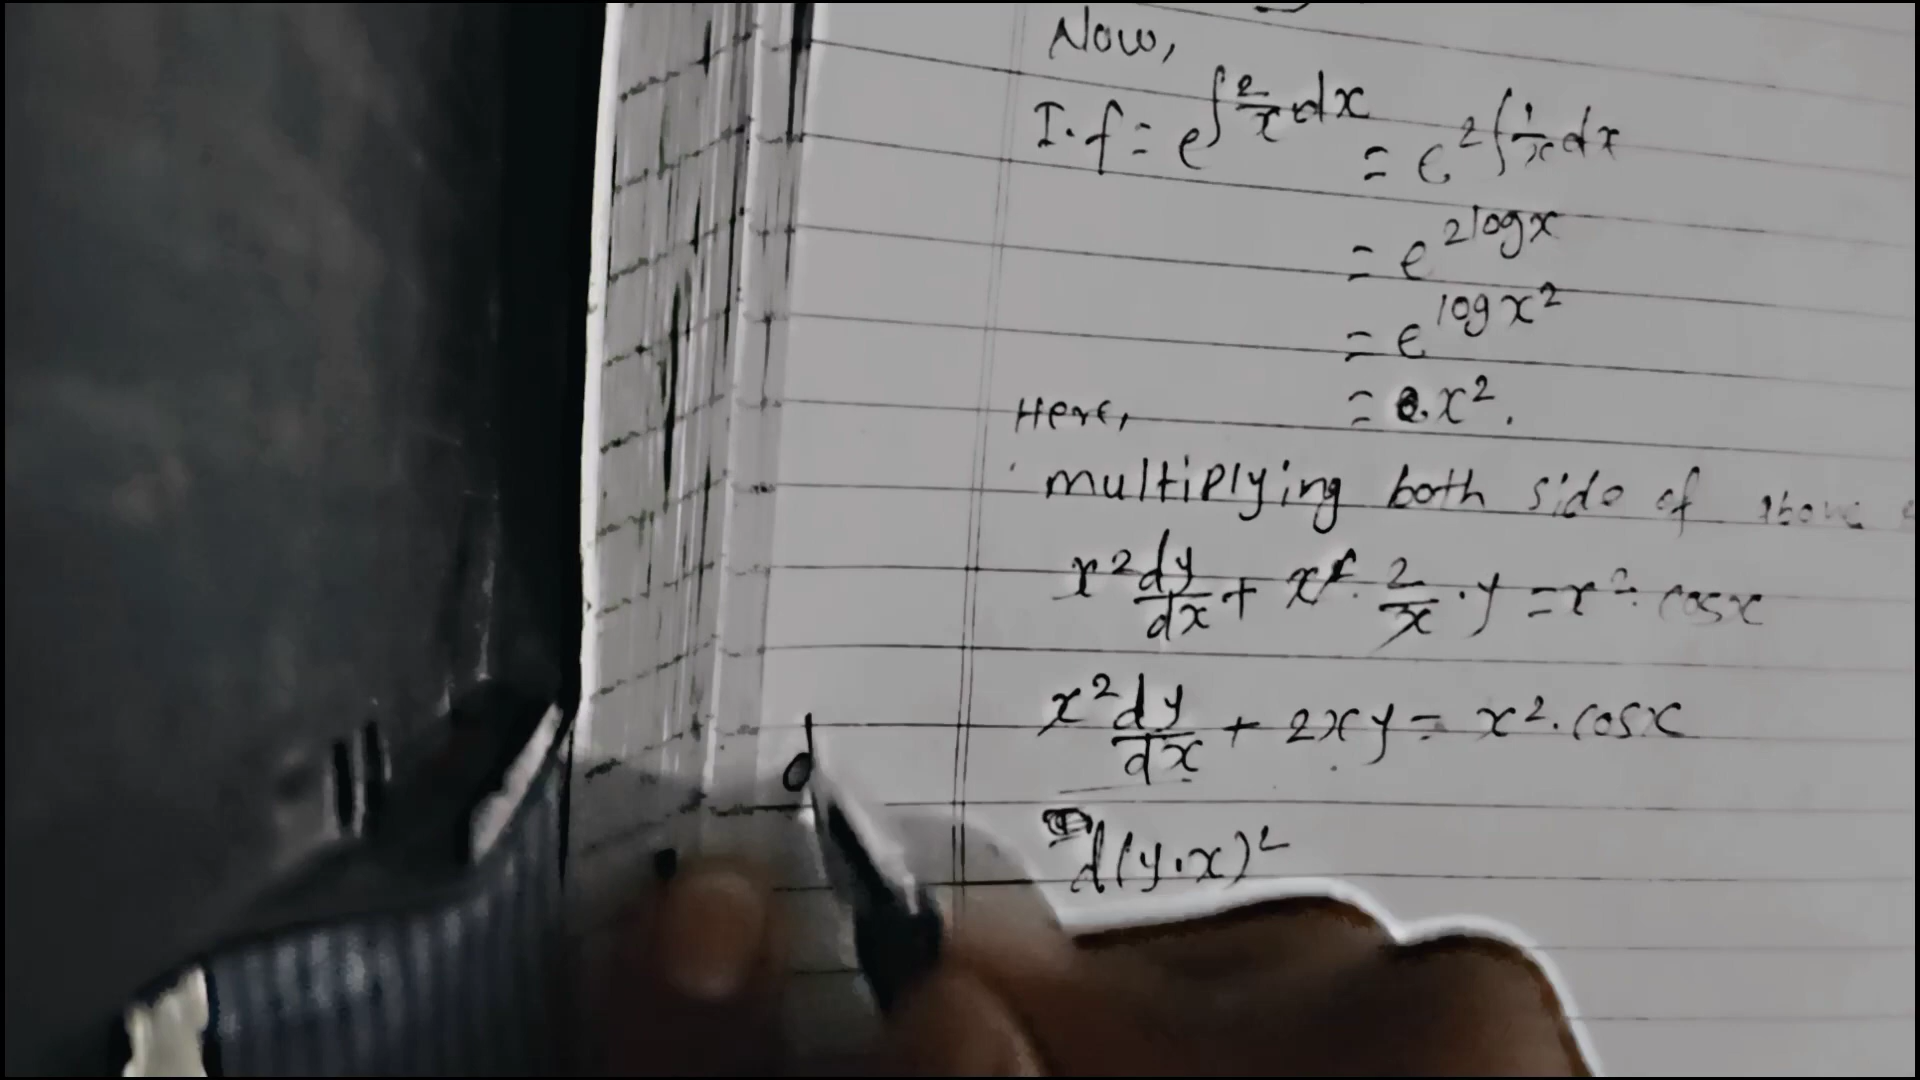 Now,
I.f = e^∫2/x dx = e^2∫1/x dx
= e^2logx
= e^logx²
= x².
Here,
multiplying both side of above
x² dy/dx + x². 2/x . y = x². cosx
x² dy/dx + 2xy = x². cosx
d(y.x)²
d